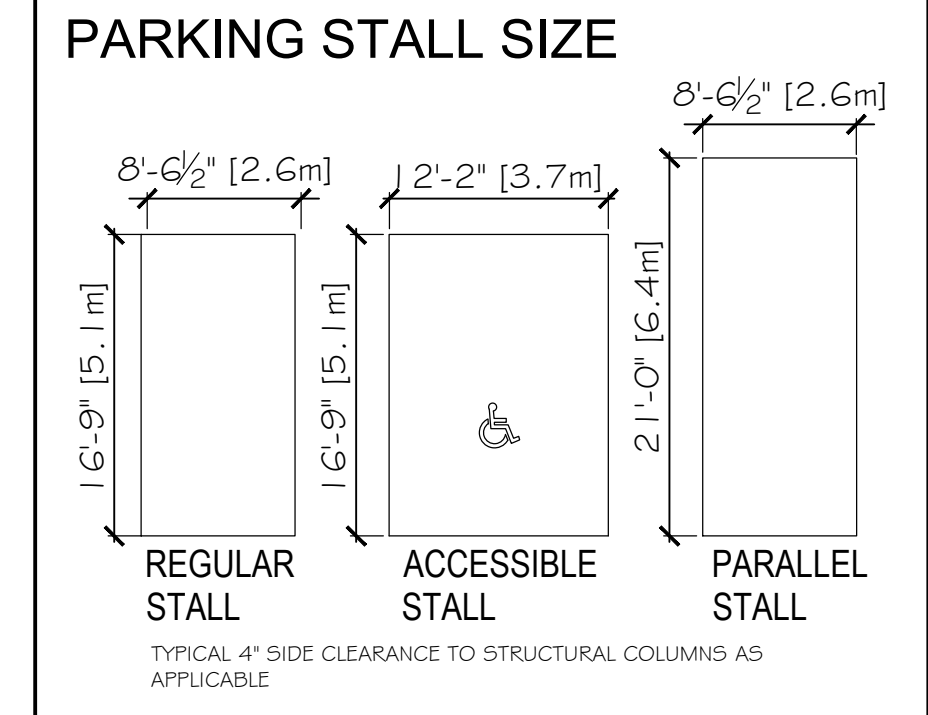 PARKING STALL SIZE
8'-6½" [2.6m]
8'-6½" [2.6m]
12'-2" [3.7m]
16'-9" [5.1m]
16'-9" [5.1m]
21'-0" [6.4m]
REGULAR
STALL
ACCESSIBLE
STALL
PARALLEL
STALL
TYPICAL 4" SIDE CLEARANCE TO STRUCTURAL COLUMNS AS
APPLICABLE